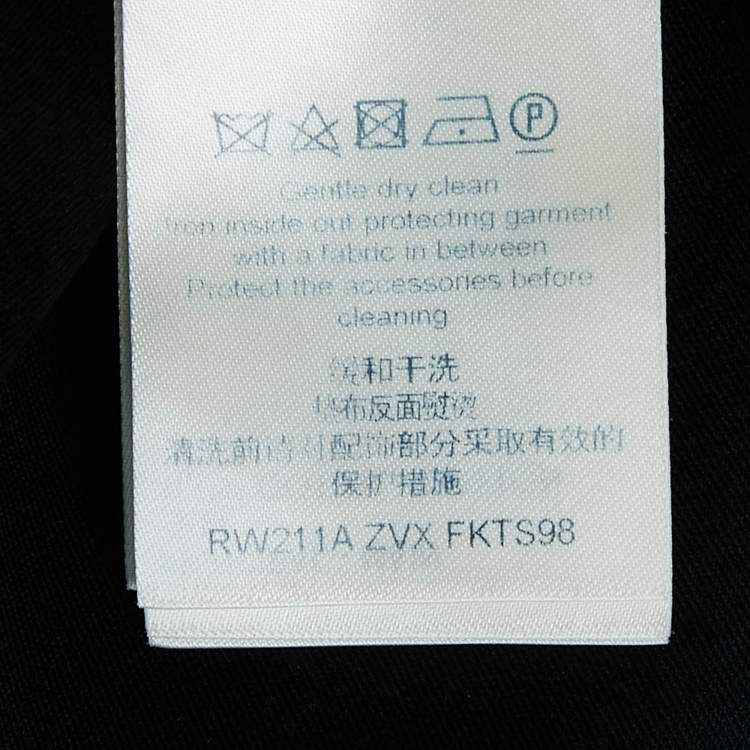 P
Gentle dry clean
Iron inside out protecting garment
with a fabric in between
Protect the accessories before
cleaning
缓和干洗
垫布反面熨烫
清洗前请对配饰部分采取有效的
保护措施
RW211A ZVX FKTS98